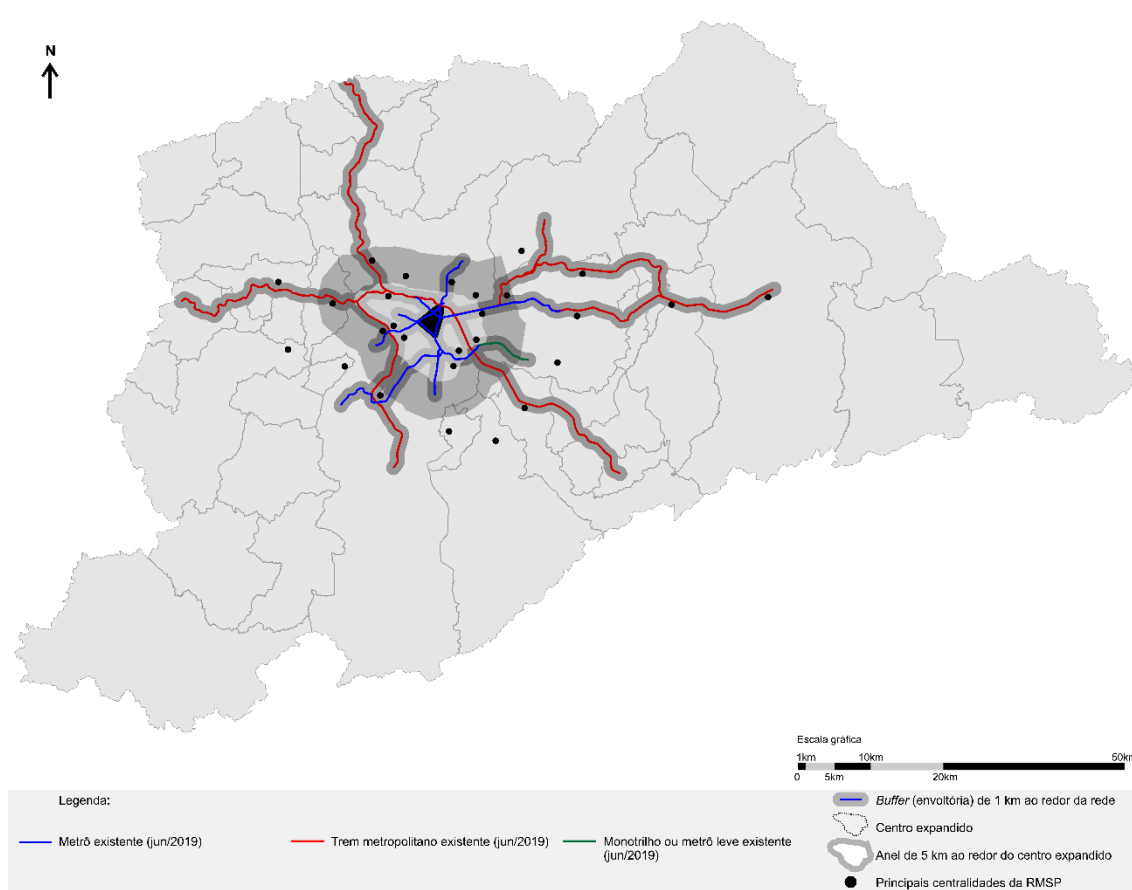 N
Escala gráfica
1km 10km 50km
0 5km 20km
Legenda:
Metrô existente (jun/2019)
Trem metropolitano existente (jun/2019)
Monotrilho ou metrô leve existente
(jun/2019)
Buffer (envoltória) de 1 km ao redor da rede
Centro expandido
Anel de 5 km ao redor do centro expandido
Principais centralidades da RMSP